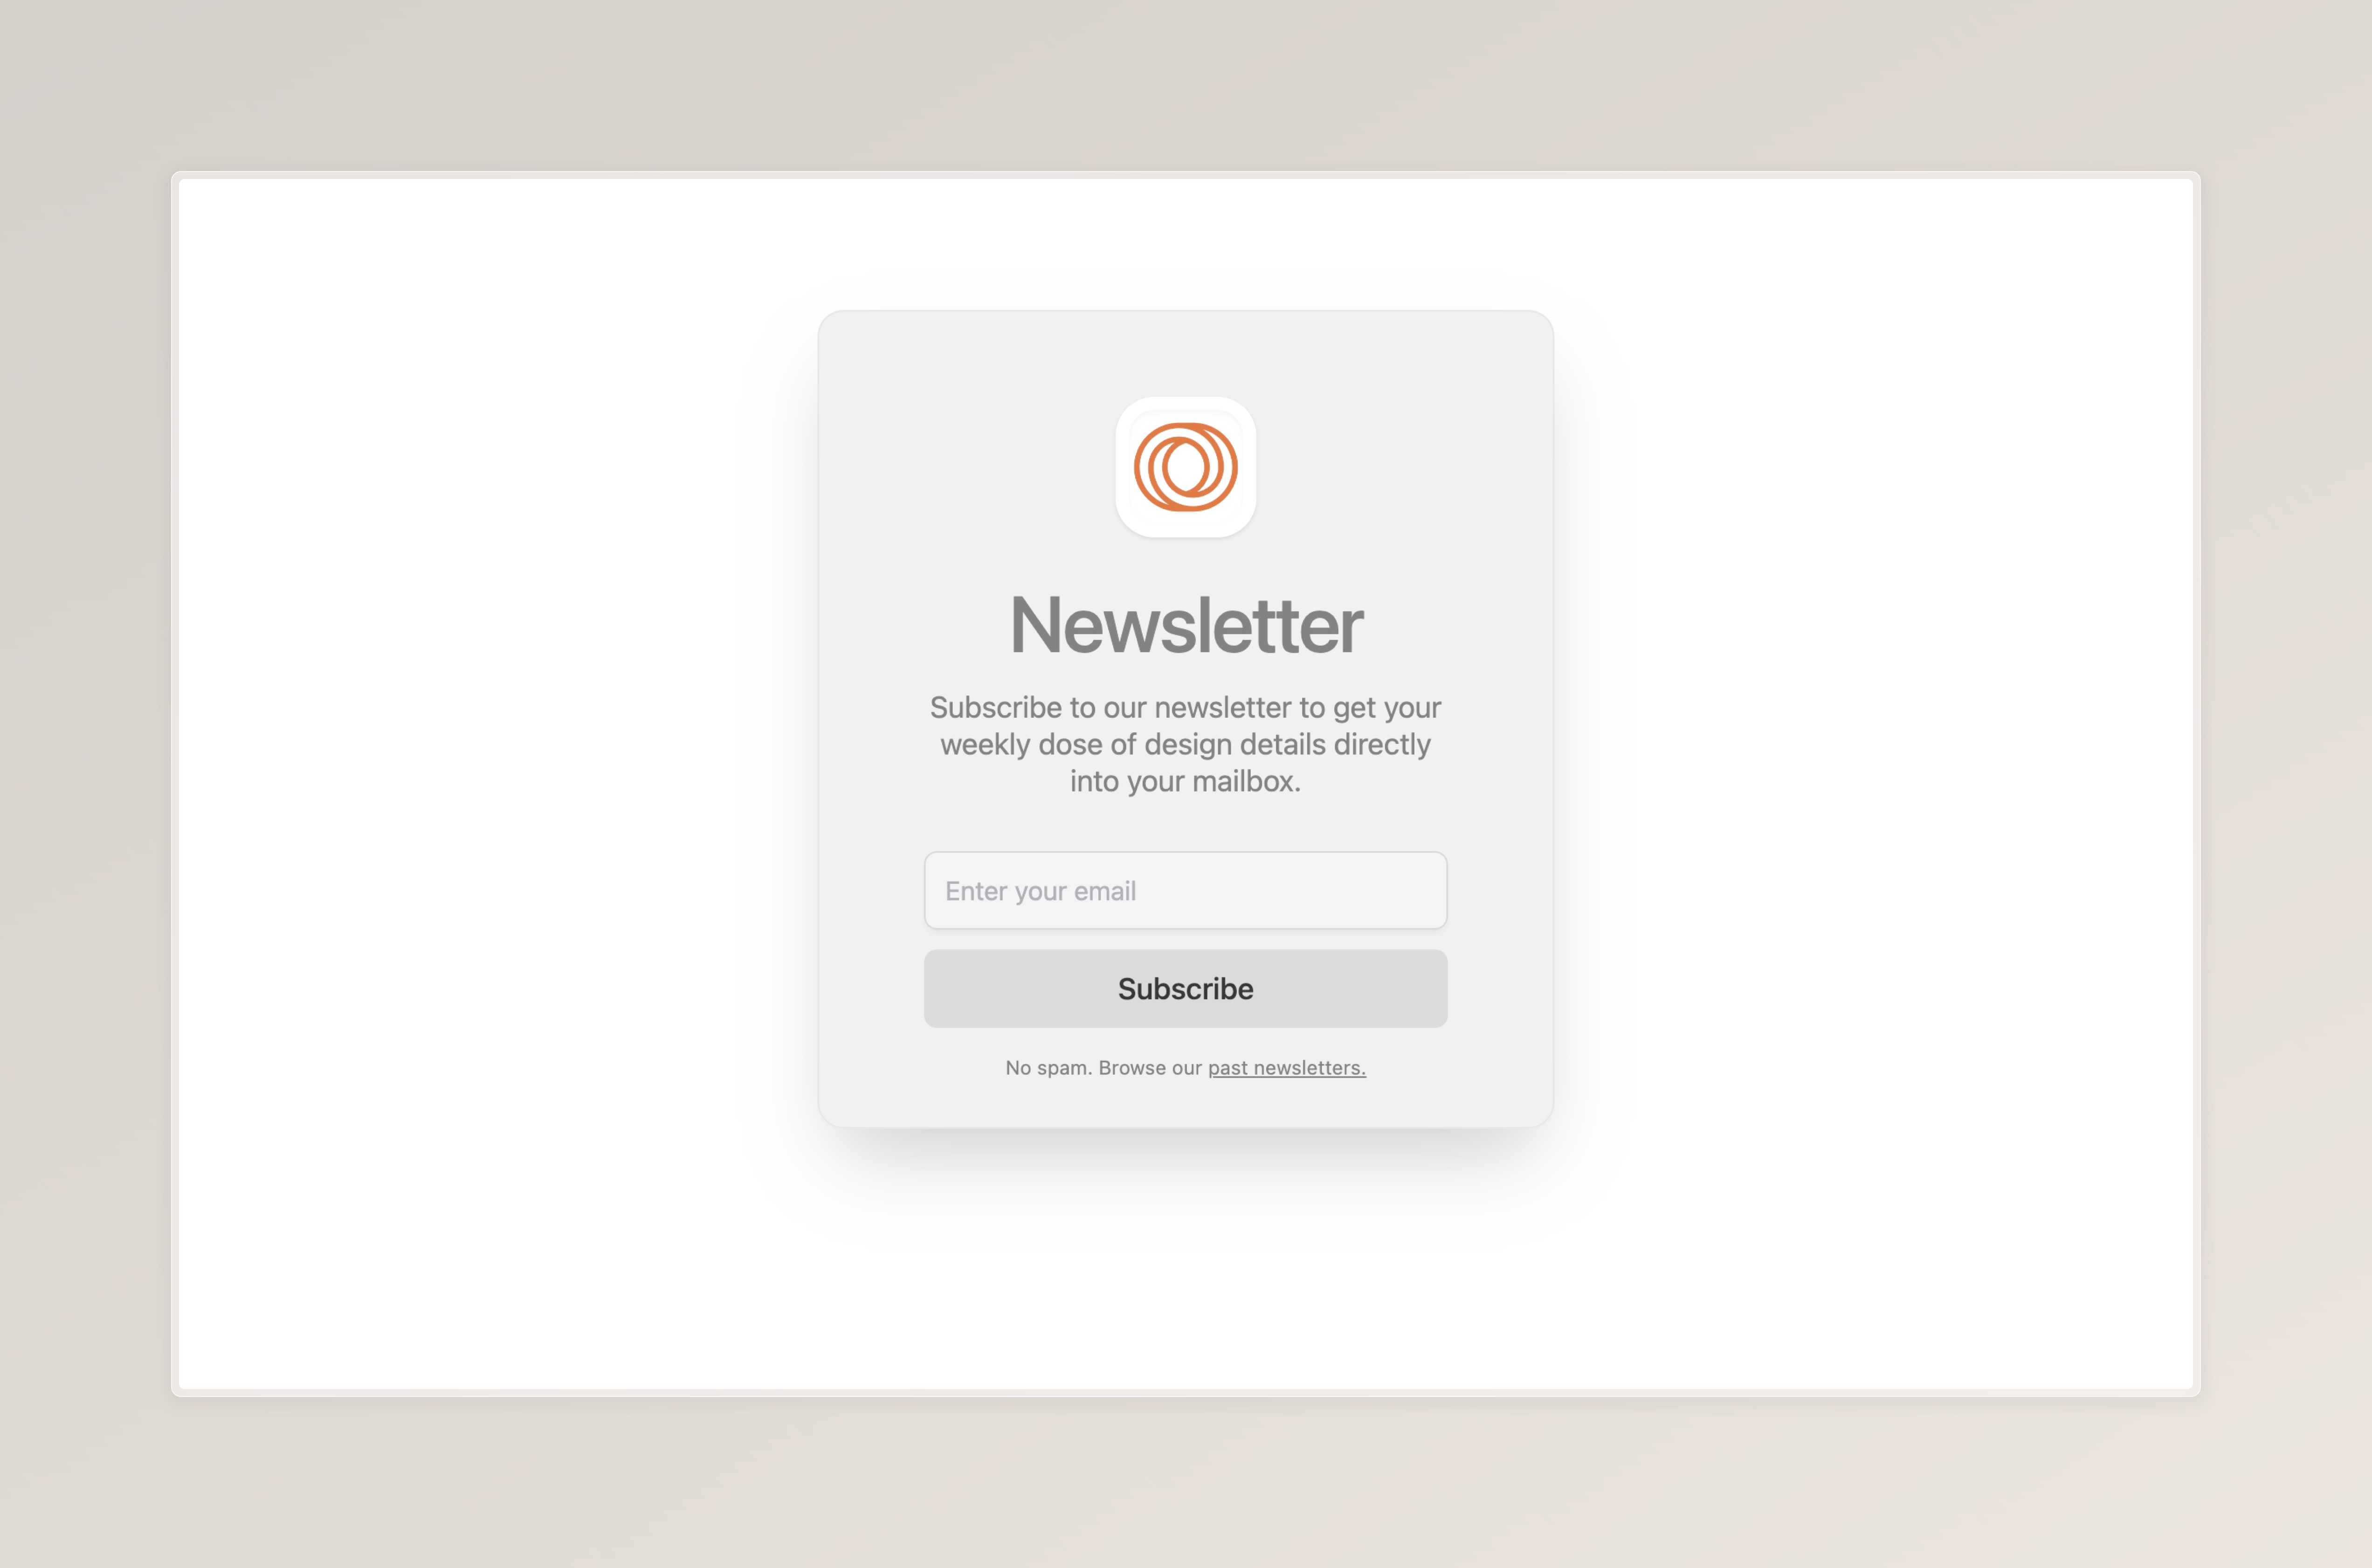 Newsletter
Subscribe to our newsletter to get your
weekly dose of design details directly
into your mailbox.
Enter your email
Subscribe
No spam. Browse our past newsletters.